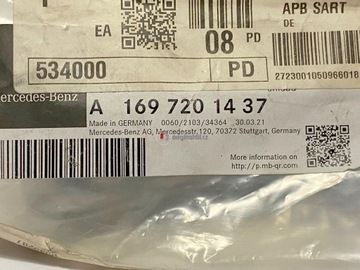 EA
08 PD
APB SART
DE
534000
PD
2723001050966018
Mercedes-Benz
A 169 720 14 37
Made in GERMANY 0060/2103/34364 30.03.21
Mercedes-Benz AG, Mercedesstr.120, 70372 Stuttgart, Germany
More information on
http://p.mb-qr.com